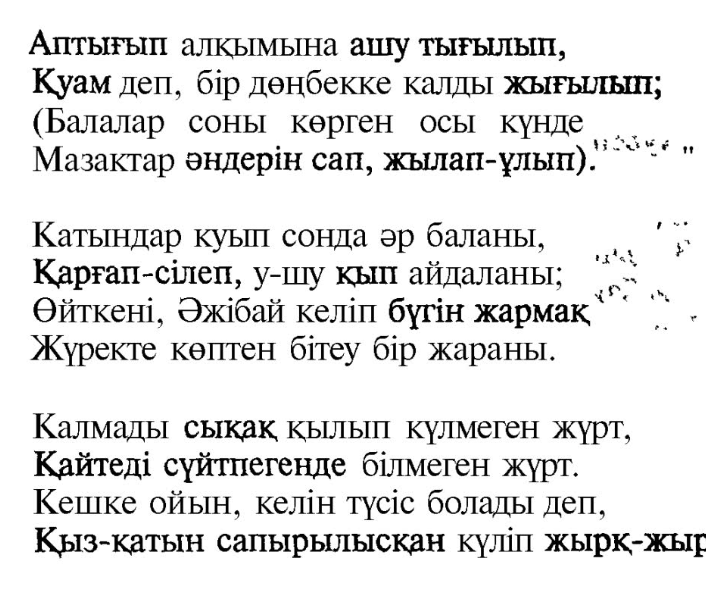 Аптығып алқымына ашу тығылып,
Қуам деп, бір дөңбекке калды жығылып;
(Балалар соны көрген осы күнде
Мазактар әндерін сап, жылап-ұлып).

Катындар куып сонда әр баланы,
Қарғап-сілеп, у-шу қып айдаланы;
Өйткені, Әжібай келіп бүгін жармақ
Жүректе көптен бітеу бір жараны.

Калмады сықақ қылып күлмеген жұрт,
Қайтеді сүйтпегенде білмеген жұрт.
Кешке ойын, келін түсіс болады деп,
Қыз-қатын сапырылысқан күліп жырқ-жыр